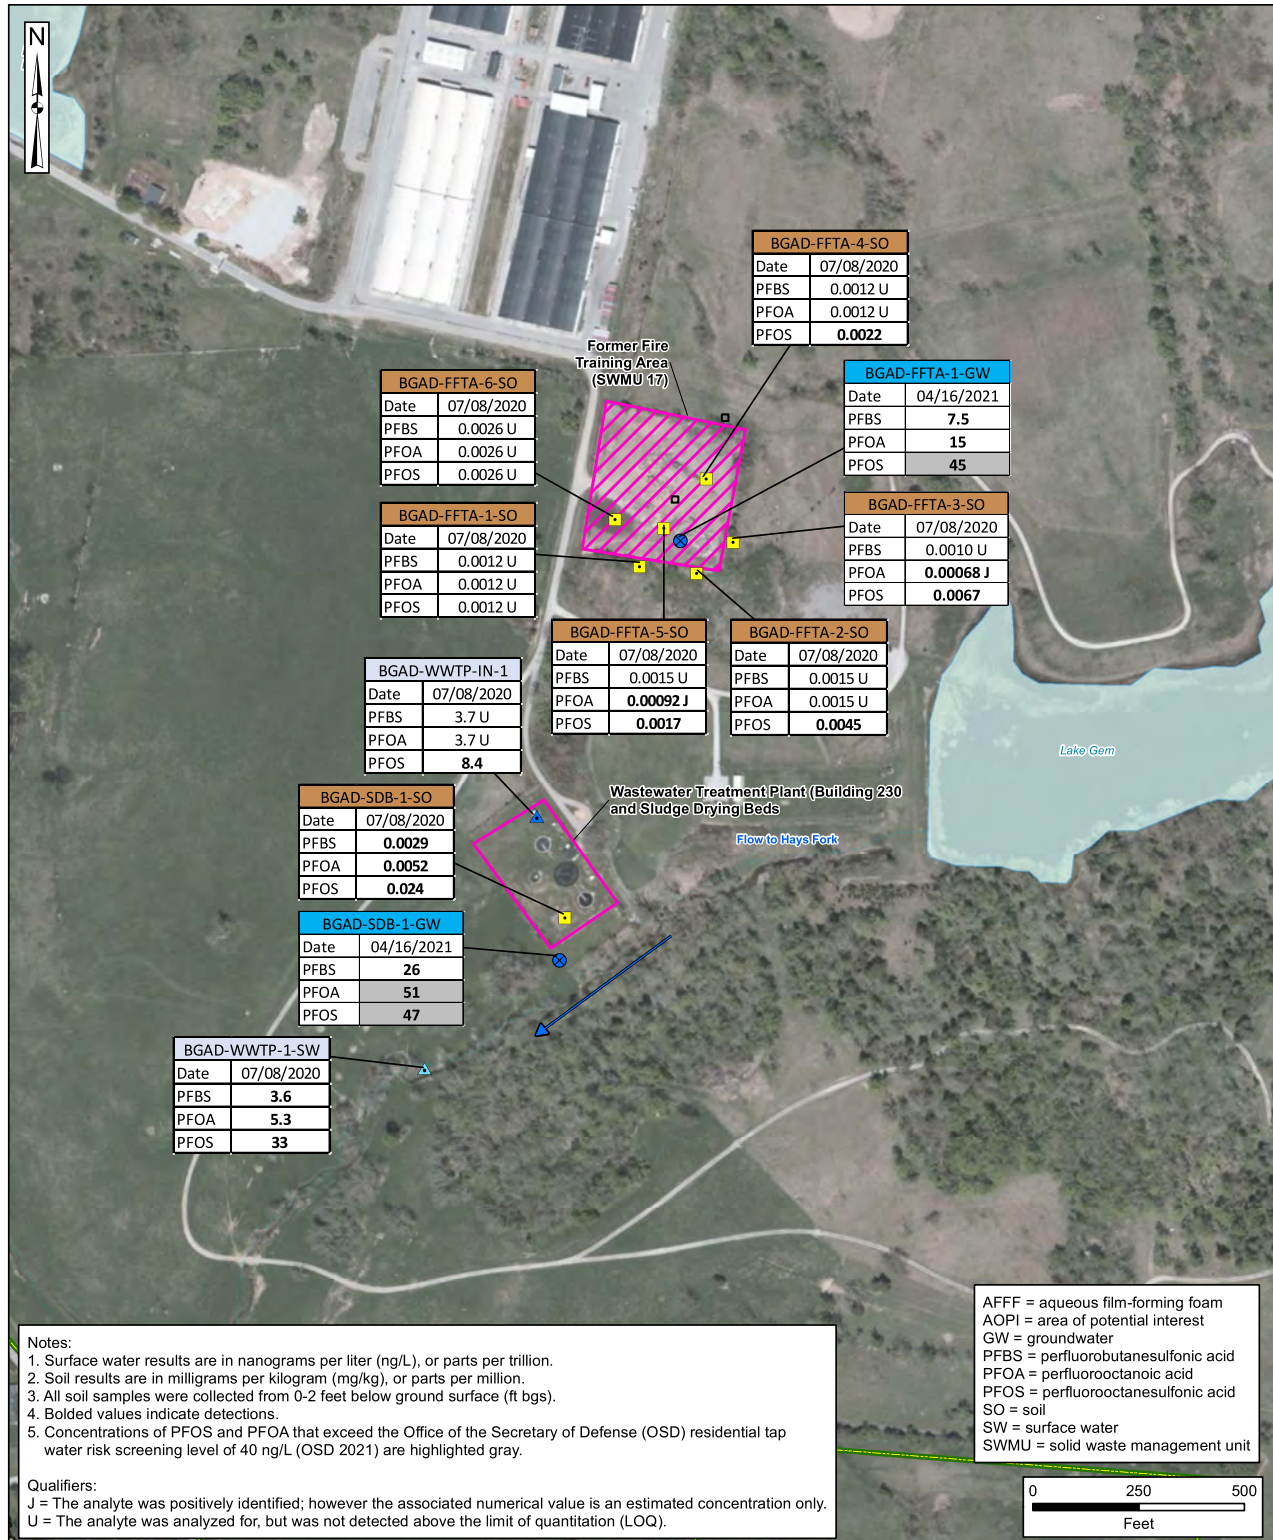 N
BGAD-FFTA-4-SO
Date 07/08/2020
PFBS 0.0012 U
PFOA 0.0012 U
PFOS 0.0022
Former Fire
Training Area
(SWMU 17)
BGAD-FFTA-1-GW
Date 04/16/2021
PFBS 7.5
PFOA 15
PFOS 45
BGAD-FFTA-6-SO
Date 07/08/2020
PFBS 0.0026 U
PFOA 0.0026 U
PFOS 0.0026 U
BGAD-FFTA-3-SO
Date 07/08/2020
PFBS 0.0010 U
PFOA 0.00068 J
PFOS 0.0067
BGAD-FFTA-1-SO
Date 07/08/2020
PFBS 0.0012 U
PFOA 0.0012 U
PFOS 0.0012 U
BGAD-FFTA-5-SO
Date 07/08/2020
PFBS 0.0015 U
PFOA 0.00092 J
PFOS 0.0017
BGAD-FFTA-2-SO
Date 07/08/2020
PFBS 0.0015 U
PFOA 0.0015 U
PFOS 0.0045
BGAD-WWTP-IN-1
Date 07/08/2020
PFBS 3.7 U
PFOA 3.7 U
PFOS 8.4
Lake Gem
Wastewater Treatment Plant (Building 230
and Sludge Drying Beds
Flow to Hays Fork
BGAD-SDB-1-SO
Date 07/08/2020
PFBS 0.0029
PFOA 0.0052
PFOS 0.024
BGAD-SDB-1-GW
Date 04/16/2021
PFBS 26
PFOA 51
PFOS 47
BGAD-WWTP-1-SW
Date 07/08/2020
PFBS 3.6
PFOA 5.3
PFOS 33
Notes:
1. Surface water results are in nanograms per liter (ng/L), or parts per trillion.
2. Soil results are in milligrams per kilogram (mg/kg), or parts per million.
3. All soil samples were collected from 0-2 feet below ground surface (ft bgs).
4. Bolded values indicate detections.
5. Concentrations of PFOS and PFOA that exceed the Office of the Secretary of Defense (OSD) residential tap
water risk screening level of 40 ng/L (OSD 2021) are highlighted gray.
Qualifiers:
J = The analyte was positively identified; however the associated numerical value is an estimated concentration only.
U = The analyte was analyzed for, but was not detected above the limit of quantitation (LOQ).
AFFF = aqueous film-forming foam
AOPI = area of potential interest
GW = groundwater
PFBS = perfluorobutanesulfonic acid
PFOA = perfluorooctanoic acid
PFOS = perfluorooctanesulfonic acid
SO = soil
SW = surface water
SWMU = solid waste management unit
0 250 500
Feet